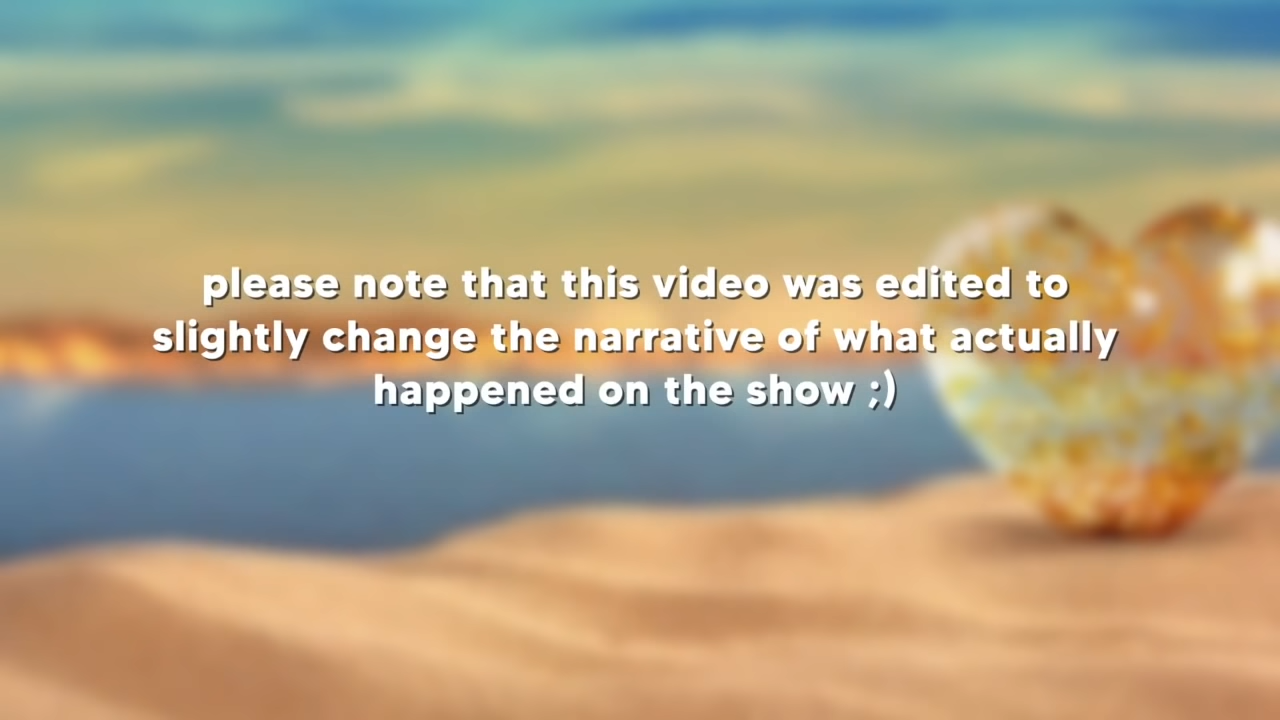 please note that this video was edited to
slightly change the narrative of what actually
happened on the show ;)